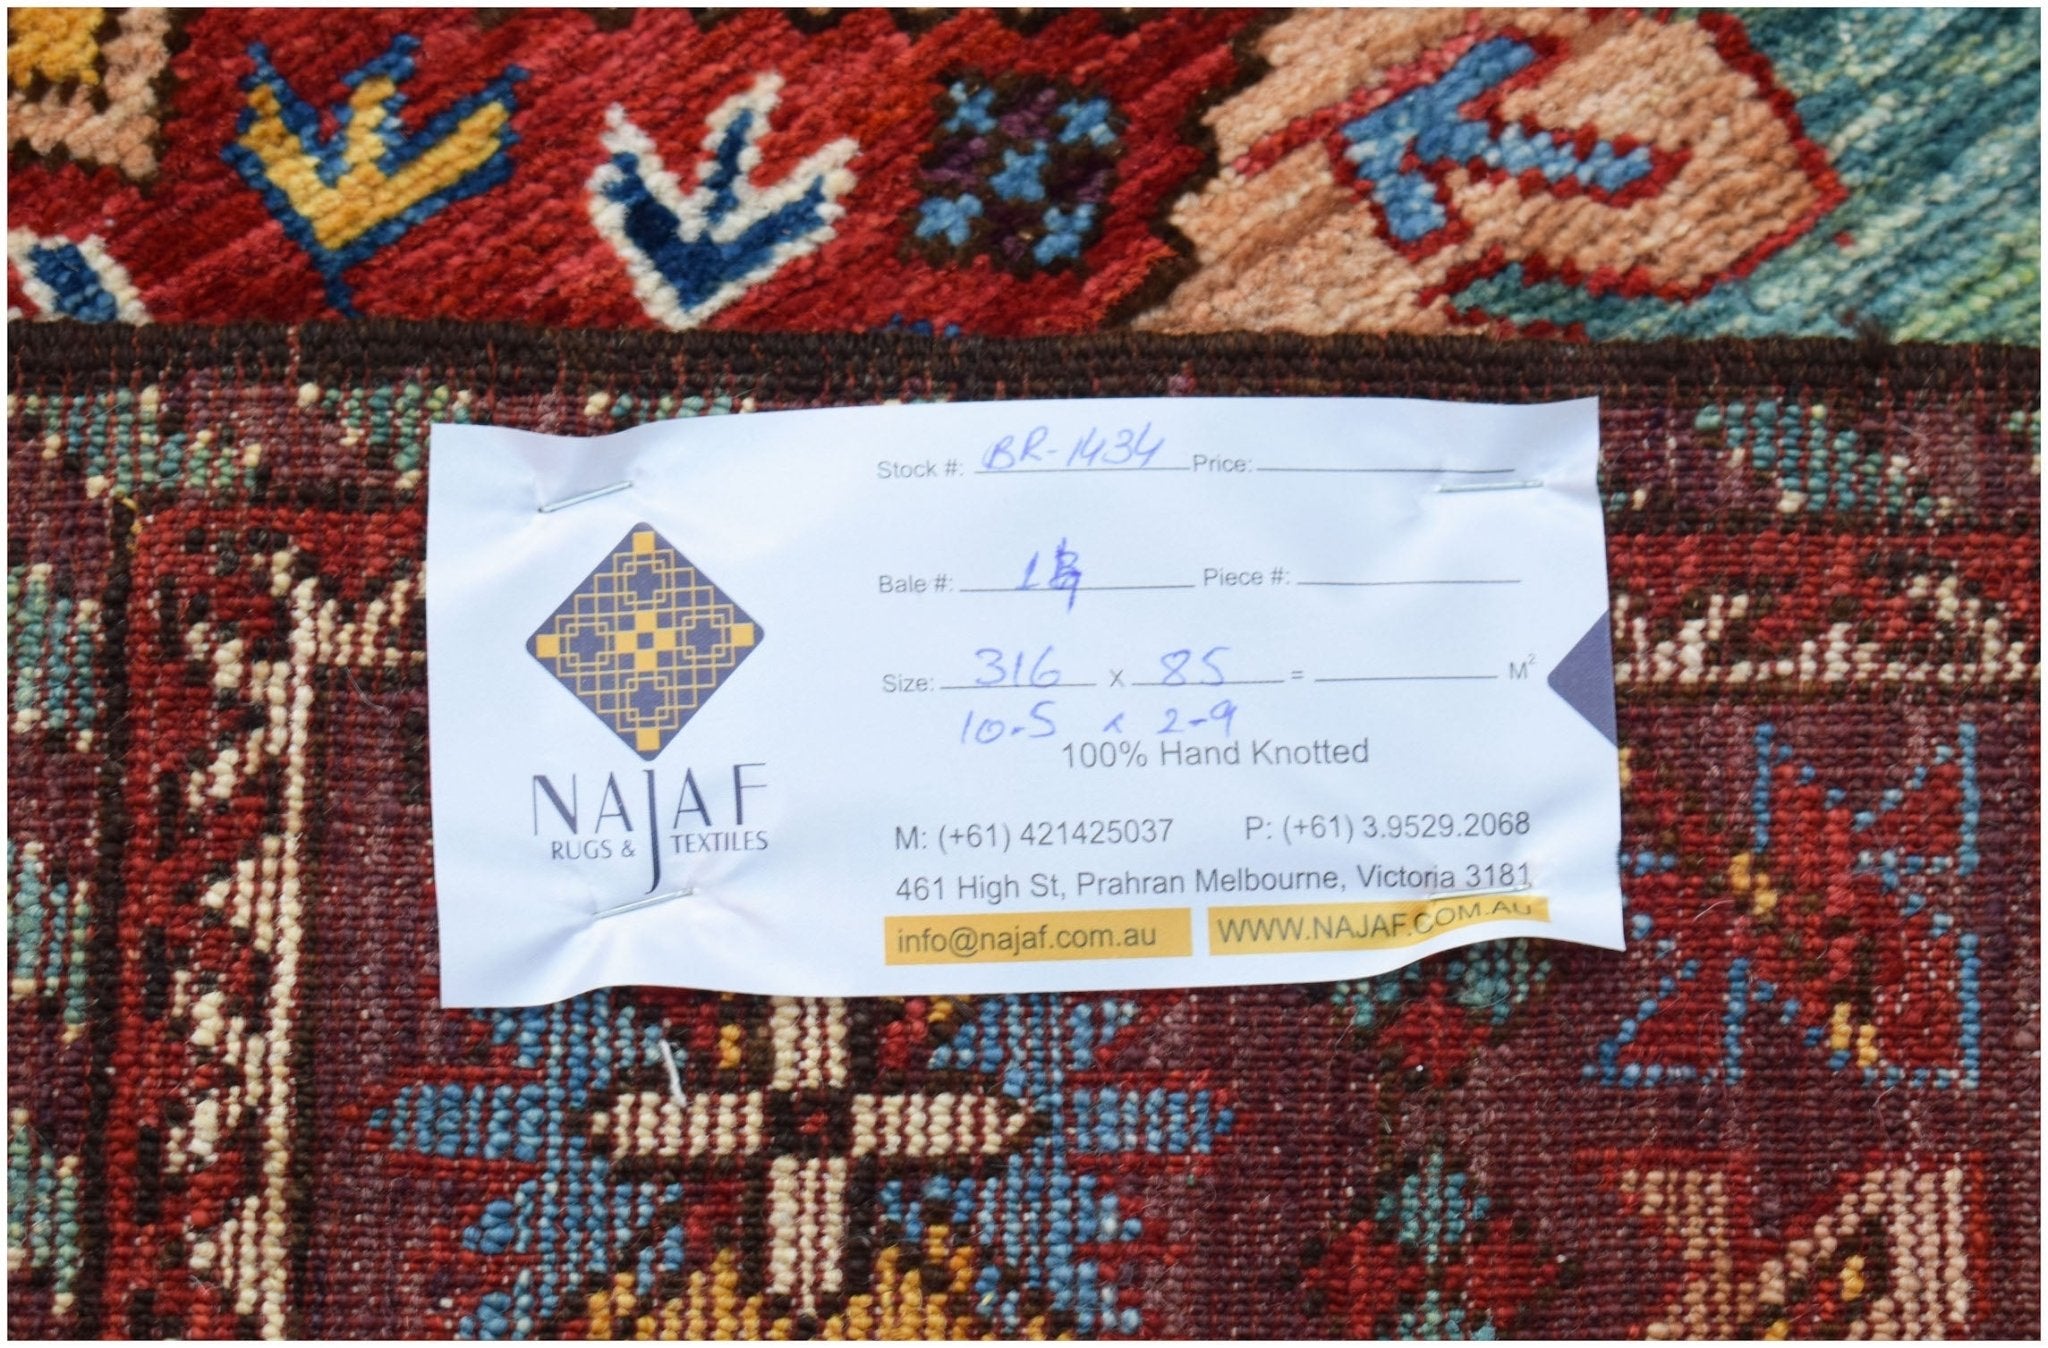 Stock #: BR-1434 Price:
Bale #: Piece #:
Size: 316 x 85 = M²
10-5 x 2-9
100% Hand Knotted
NAJAF
RUGS & TEXTILES
M: (+61) 421425037 P: (+61) 3.9529.2068
461 High St, Prahran Melbourne, Victoria 3181
info@najaf.com.au WWW.NAJAF.COM.AU